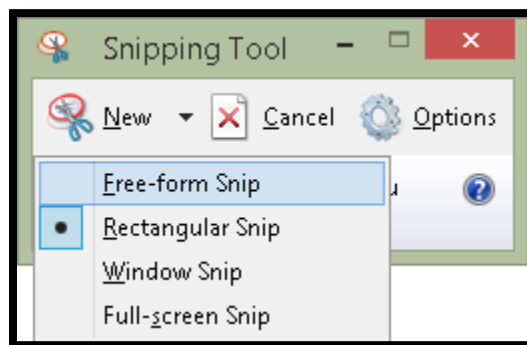 Snipping Tool
New Cancel Options
Free-form Snip
Rectangular Snip
Window Snip
Full-screen Snip